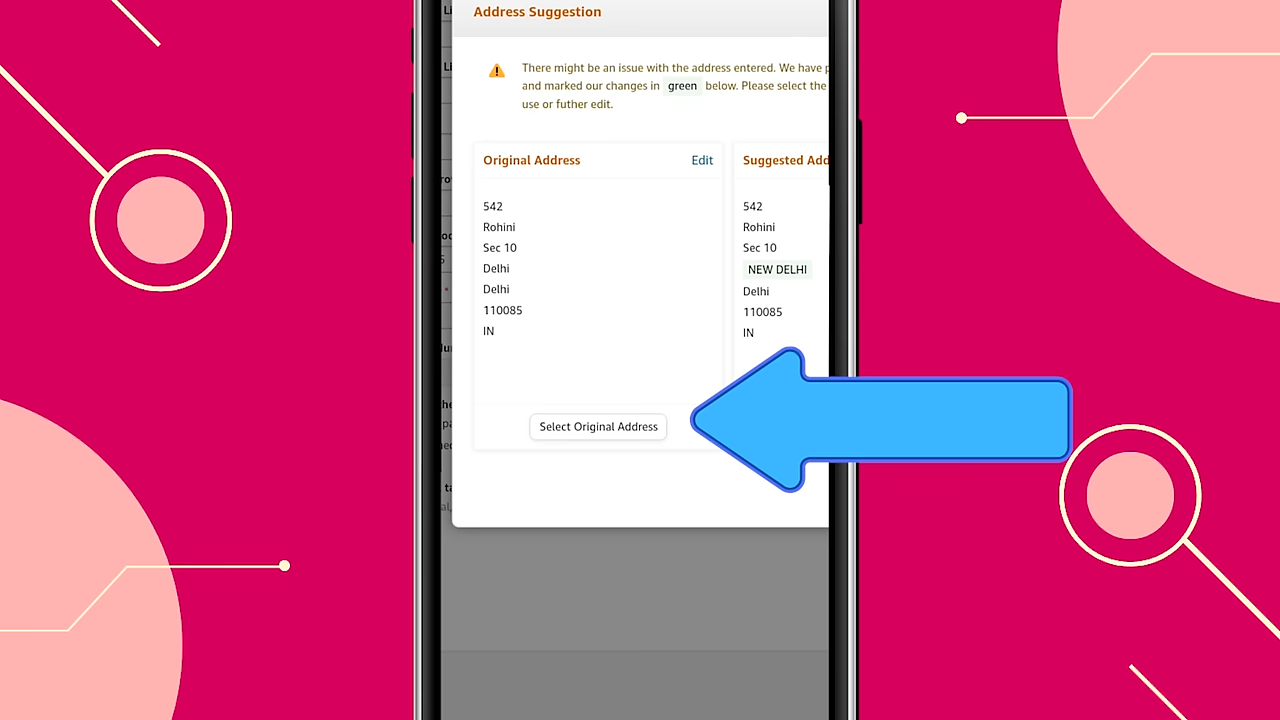 Address Suggestion
There might be an issue with the address entered. We have
and marked our changes in green below. Please select the
use or futher edit.
Original Address Edit
542
Rohini
Sec 10
Delhi
Delhi
110085
IN
Select Original Address
Suggested Add
542
Rohini
Sec 10
NEW DELHI
Delhi
110085
IN